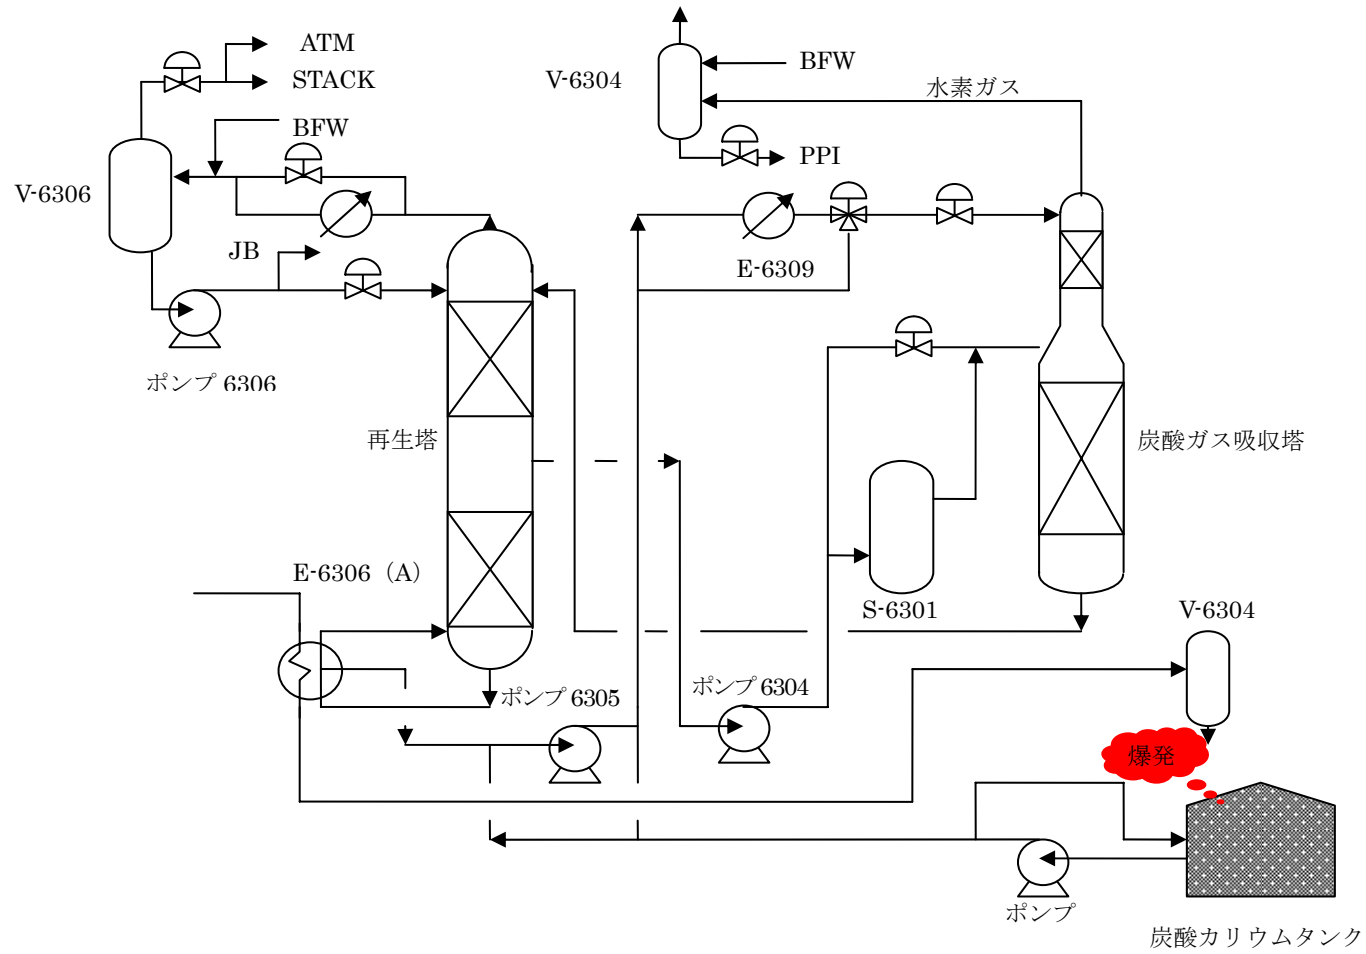 ATM
STACK
BFW
V-6304
BFW
水素ガス
PPI
V-6306
JB
E-6309
ポンプ 6306
再生塔
炭酸ガス吸収塔
E-6306（A）
S-6301
V-6304
ポンプ 6305
ポンプ 6304
爆発
ポンプ
炭酸カリウムタンク